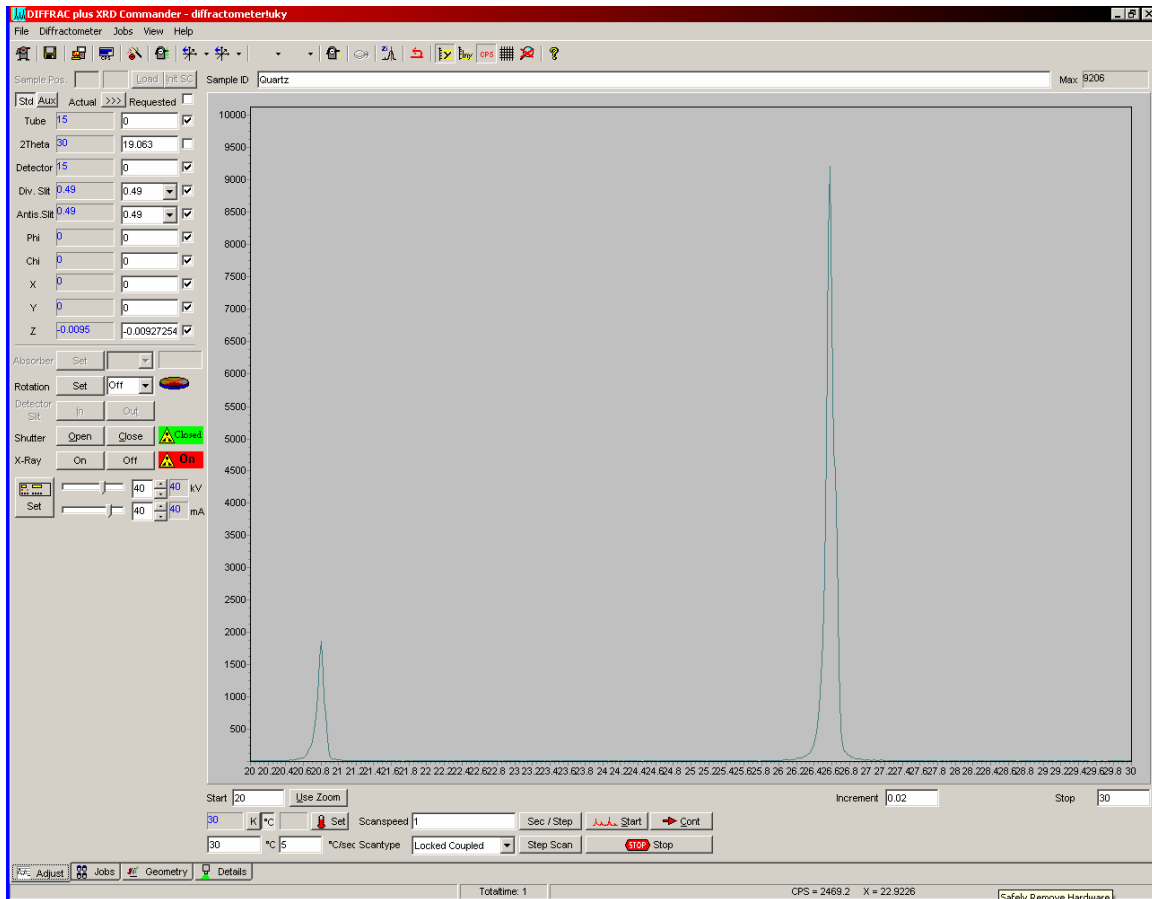 DIFFRAC plus XRD Commander - diffractometer!uky
File Diffractometer Jobs View Help
CPS
Sample Pos. Load Init SC Sample ID Quartz Max 9206
Std Aux Actual >>> Requested
Tube 15 0
2Theta 30 19.063
Detector 15 0
Div. Slit 0.49 0.49
Antis.Slit 0.49 0.49
Phi 0 0
Chi 0 0
X 0 0
Y 0 0
Z -0.0095 -0.00927254
Absorber Set
Rotation Set Off
Detector Slit In Out
Shutter Open Close Closed
X-Ray On Off On
40 40 kV
Set
40 40 mA
10000
9500
9000
8500
8000
7500
7000
6500
6000
5500
5000
4500
4000
3500
3000
2500
2000
1500
1000
500
20 20.220.420.620.8 21 21.221.421.621.8 22 22.222.422.622.8 23 23.223.423.623.8 24 24.224.424.624.8 25 25.225.425.625.8 26 26.226.426.626.8 27 27.227.427.627.8 28 28.228.428.628.8 29 29.229.429.629.8 30
Start 20 Use Zoom Increment 0.02 Stop 30
30 K °C Set Scanspeed 1 Sec / Step Start Cont
30 °C 5 °C/sec Scantype Locked Coupled Step Scan STOP Stop
Adjust Jobs Geometry Details
Totaltime: 1 CPS = 2469.2 X = 22.9226 Safely Remove Hardware